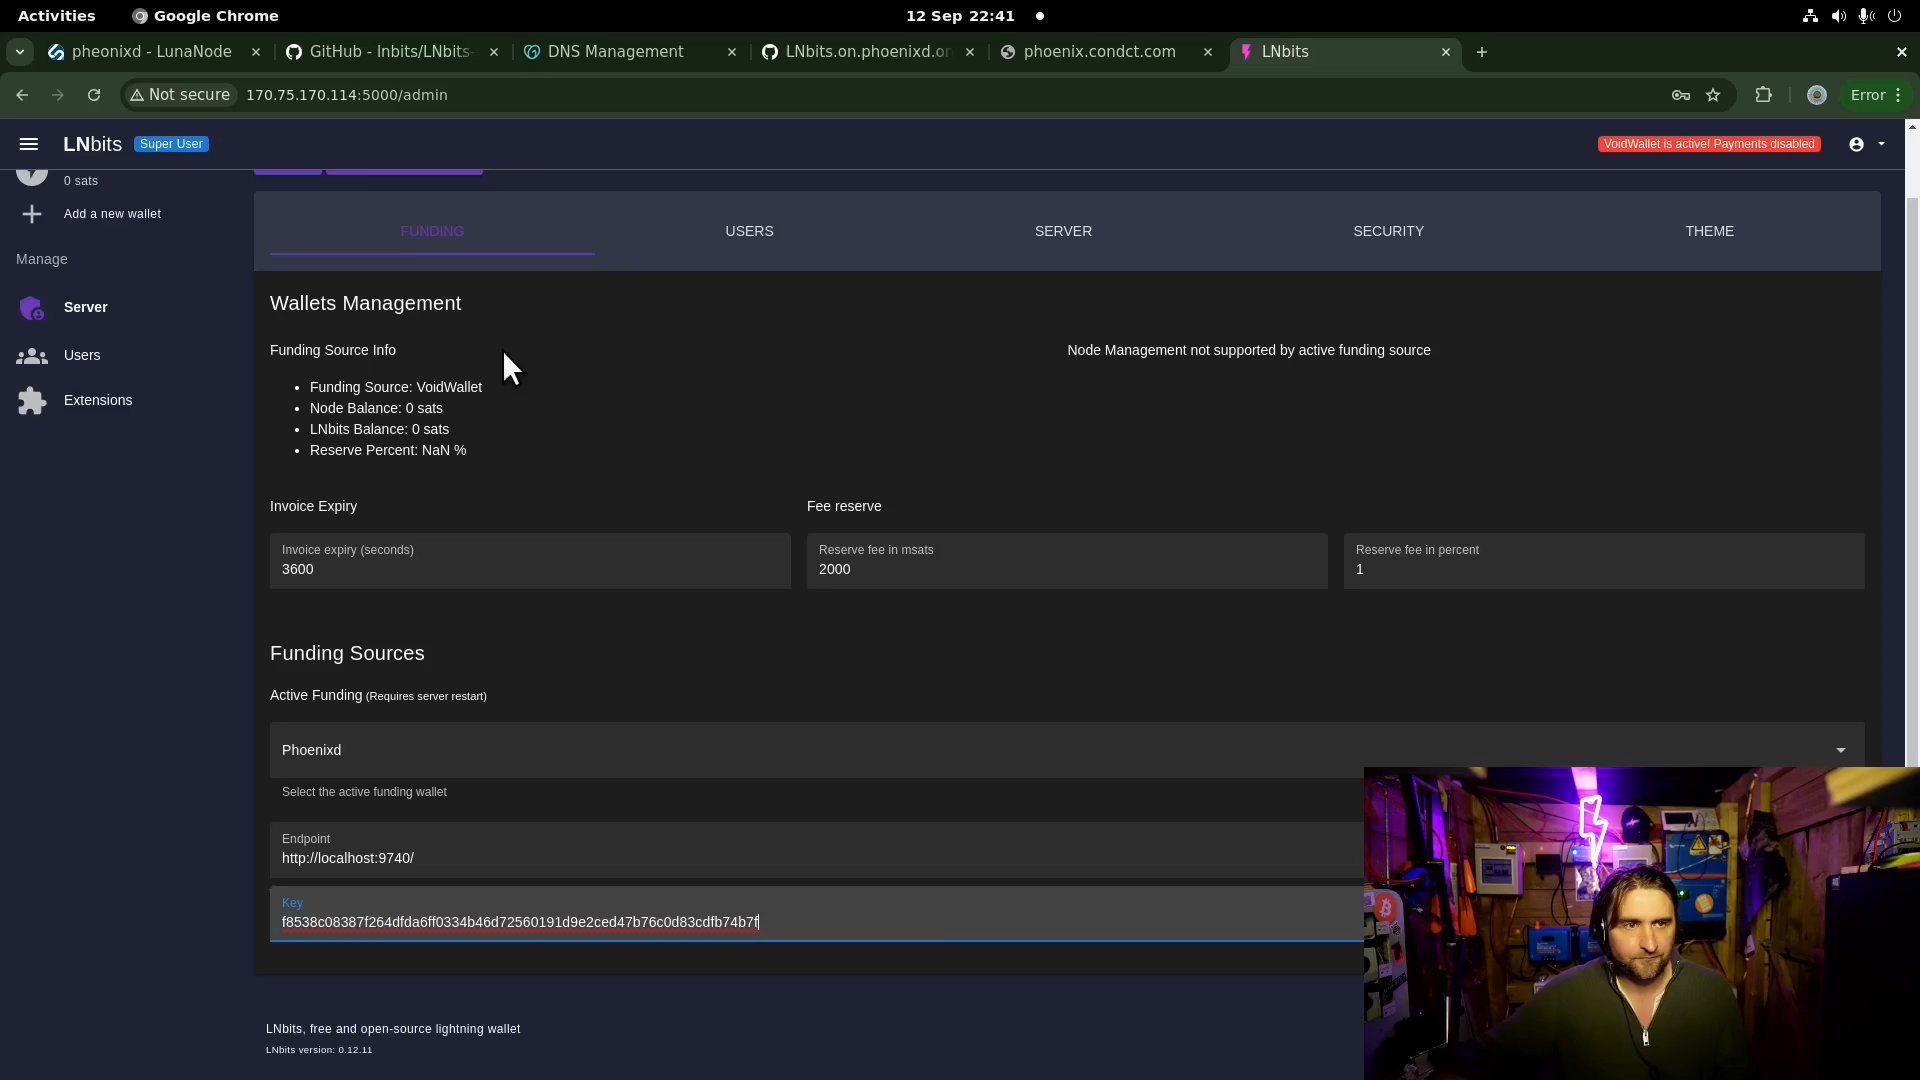 Activities
Google Chrome
12 Sep 22:41
pheonixd - LunaNode
GitHub - lnbits/LNbits-
DNS Management
LNbits.on.phoenixd.on
phoenix.condct.com
LNbits
Not secure
170.75.170.114:5000/admin
Error
LNbits
Super User
VoidWallet is active! Payments disabled
0 sats
Add a new wallet
Manage
Server
Users
Extensions
FUNDING
USERS
SERVER
SECURITY
THEME
Wallets Management
Funding Source Info
Node Management not supported by active funding source
Funding Source: VoidWallet
Node Balance: 0 sats
LNbits Balance: 0 sats
Reserve Percent: NaN %
Invoice Expiry
Fee reserve
Invoice expiry (seconds)
3600
Reserve fee in msats
2000
Reserve fee in percent
1
Funding Sources
Active Funding (Requires server restart)
Phoenixd
Select the active funding wallet
Endpoint
http://localhost:9740/
Key
f8538c08387f264dfda6ff0334b46d72560191d9e2ced47b76c0d83cdfb74b7f
LNbits, free and open-source lightning wallet
LNbits version: 0.12.11